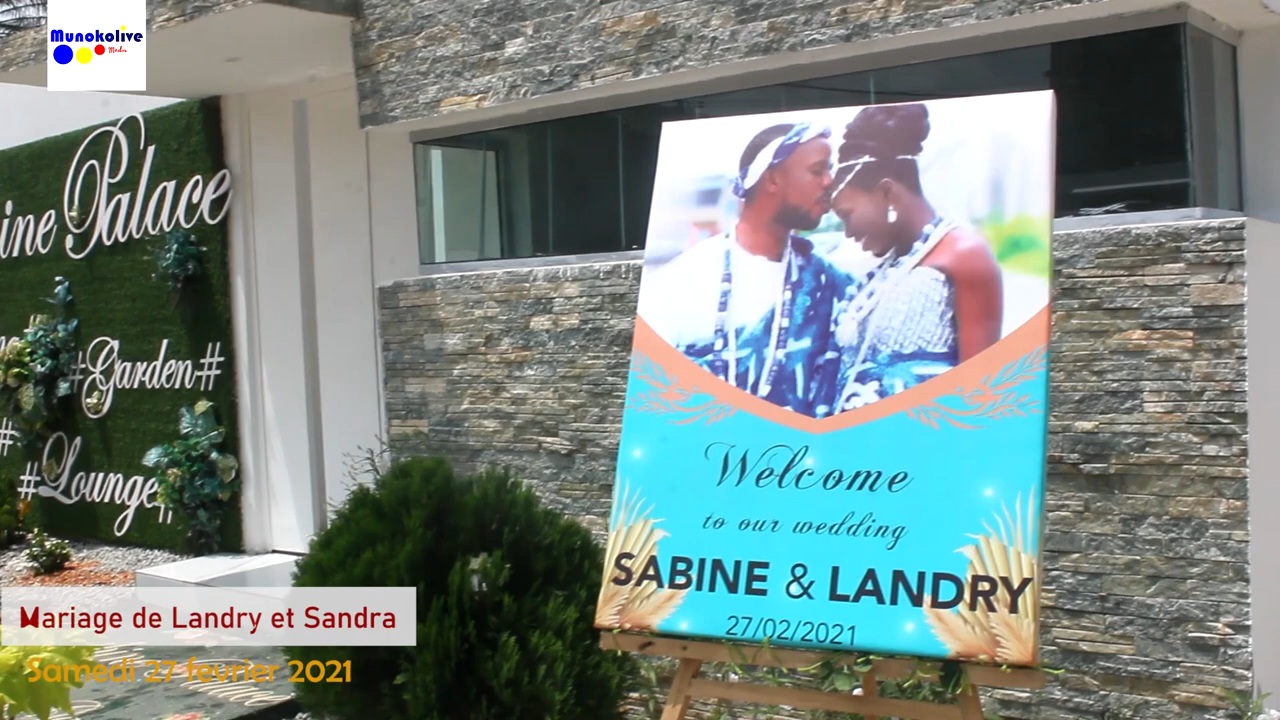 Munokolive
Media
ine Palace
#Garden#
#
#Lounge
Welcome
to our wedding
SABINE & LANDRY
27/02/2021
Mariage de Landry et Sandra
Samedi 27 fevrier 2021